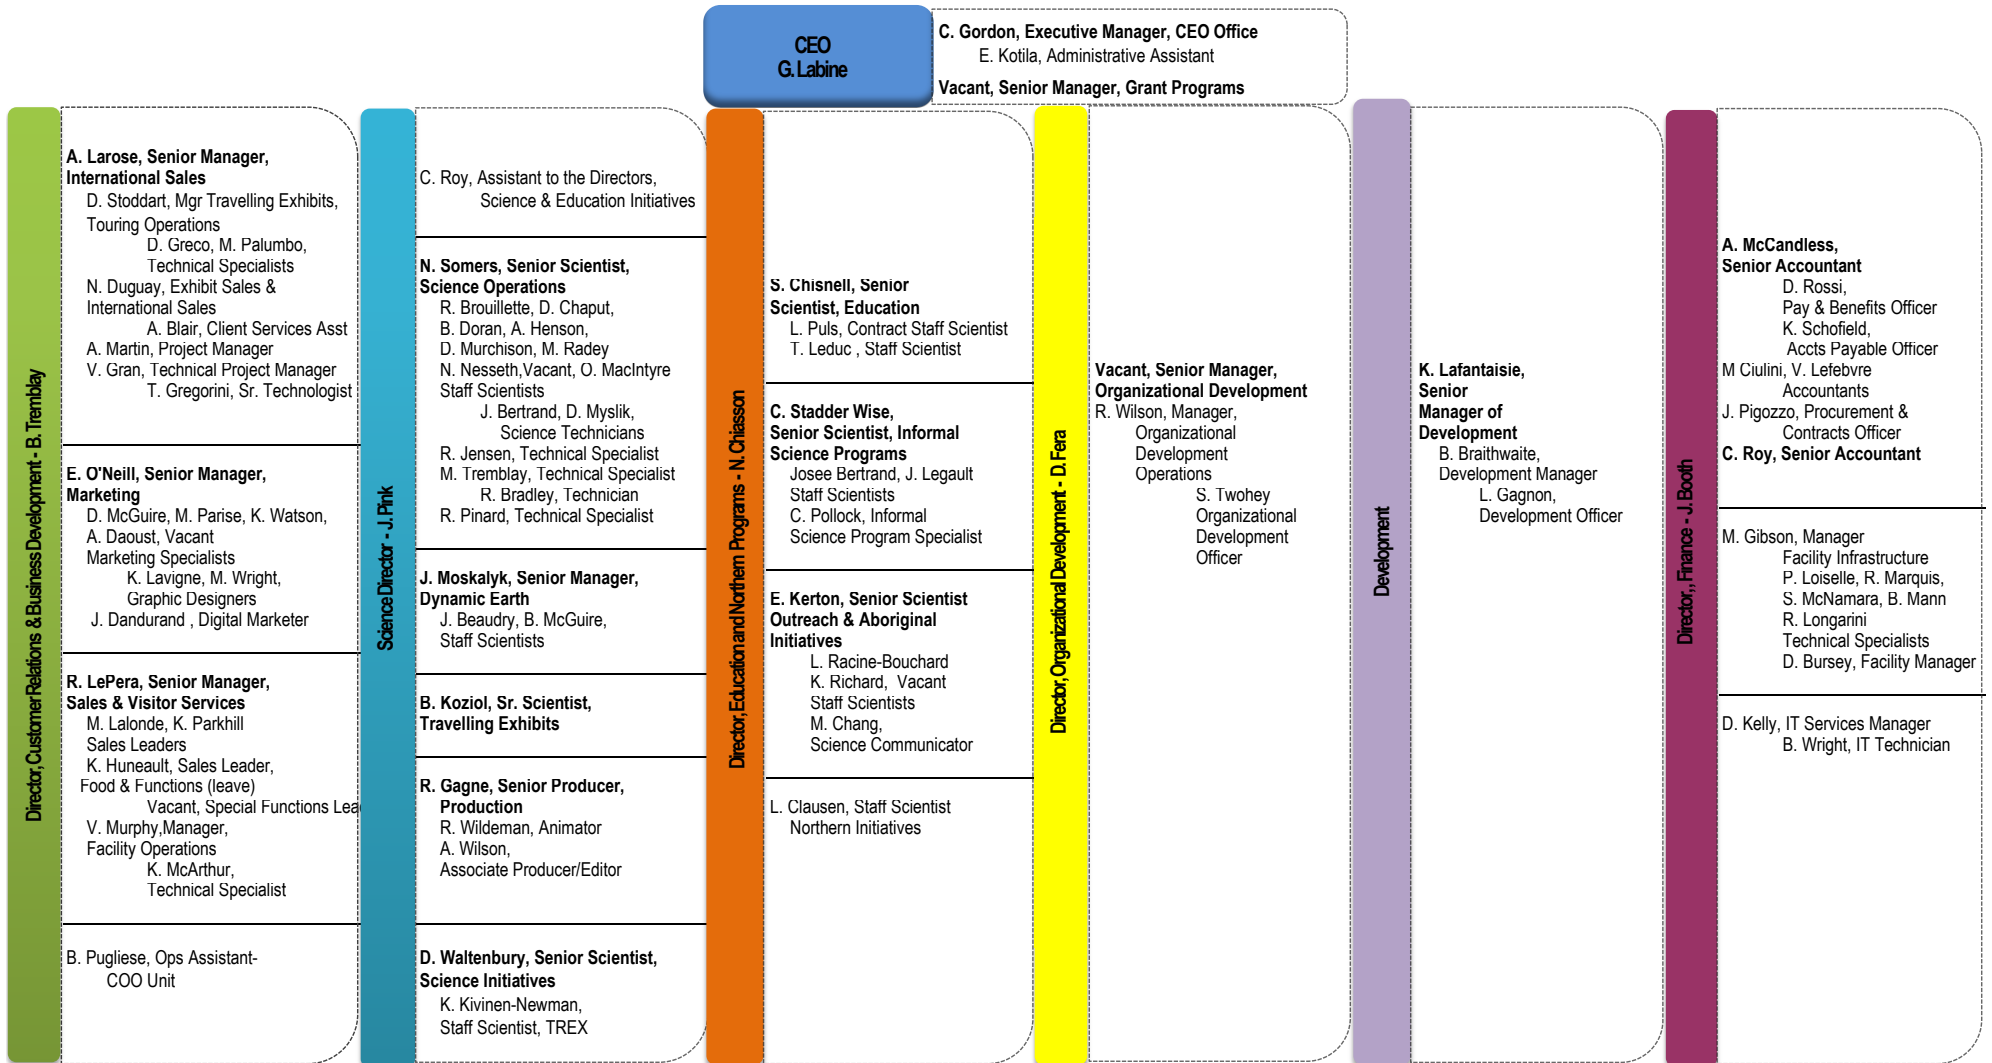 CEO
G. Labine
C. Gordon, Executive Manager, CEO Office
E. Kotila, Administrative Assistant
Vacant, Senior Manager, Grant Programs
Director, Customer Relations & Business Development - B. Tremblay
A. Larose, Senior Manager,
International Sales
D. Stoddart, Mgr Travelling Exhibits,
Touring Operations
D. Greco, M. Palumbo,
Technical Specialists
N. Duguay, Exhibit Sales &
International Sales
A. Blair, Client Services Asst
A. Martin, Project Manager
V. Gran, Technical Project Manager
T. Gregorini, Sr. Technologist
E. O'Neill, Senior Manager,
Marketing
D. McGuire, M. Parise, K. Watson,
A. Daoust, Vacant
Marketing Specialists
K. Lavigne, M. Wright,
Graphic Designers
J. Dandurand , Digital Marketer
R. LePera, Senior Manager,
Sales & Visitor Services
M. Lalonde, K. Parkhill
Sales Leaders
K. Huneault, Sales Leader,
Food & Functions (leave)
Vacant, Special Functions Lea
V. Murphy,Manager,
Facility Operations
K. McArthur,
Technical Specialist
B. Pugliese, Ops Assistant-
COO Unit
Science Director - J. Pink
C. Roy, Assistant to the Directors,
Science & Education Initiatives
N. Somers, Senior Scientist,
Science Operations
R. Brouillette, D. Chaput,
B. Doran, A. Henson,
D. Murchison, M. Radey
N. Nesseth,Vacant, O. MacIntyre
Staff Scientists
J. Bertrand, D. Myslik,
Science Technicians
R. Jensen, Technical Specialist
M. Tremblay, Technical Specialist
R. Bradley, Technician
R. Pinard, Technical Specialist
J. Moskalyk, Senior Manager,
Dynamic Earth
J. Beaudry, B. McGuire,
Staff Scientists
B. Koziol, Sr. Scientist,
Travelling Exhibits
R. Gagne, Senior Producer,
Production
R. Wildeman, Animator
A. Wilson,
Associate Producer/Editor
D. Waltenbury, Senior Scientist,
Science Initiatives
K. Kivinen-Newman,
Staff Scientist, TREX
Director, Education and Northern Programs - N. Chiasson
S. Chisnell, Senior
Scientist, Education
L. Puls, Contract Staff Scientist
T. Leduc , Staff Scientist
C. Stadder Wise,
Senior Scientist, Informal
Science Programs
Josee Bertrand, J. Legault
Staff Scientists
C. Pollock, Informal
Science Program Specialist
E. Kerton, Senior Scientist
Outreach & Aboriginal
Initiatives
L. Racine-Bouchard
K. Richard, Vacant
Staff Scientists
M. Chang,
Science Communicator
L. Clausen, Staff Scientist
Northern Initiatives
Director, Organizational Development - D. Fera
Vacant, Senior Manager,
Organizational Development
R. Wilson, Manager,
Organizational
Development
Operations
S. Twohey
Organizational
Development
Officer
Development
K. Lafantaisie,
Senior
Manager of
Development
B. Braithwaite,
Development Manager
L. Gagnon,
Development Officer
Director, , Finance - J. Booth
A. McCandless,
Senior Accountant
D. Rossi,
Pay & Benefits Officer
K. Schofield,
Accts Payable Officer
M Ciulini, V. Lefebvre
Accountants
J. Pigozzo, Procurement &
Contracts Officer
C. Roy, Senior Accountant
M. Gibson, Manager
Facility Infrastructure
P. Loiselle, R. Marquis,
S. McNamara, B. Mann
R. Longarini
Technical Specialists
D. Bursey, Facility Manager
D. Kelly, IT Services Manager
B. Wright, IT Technician